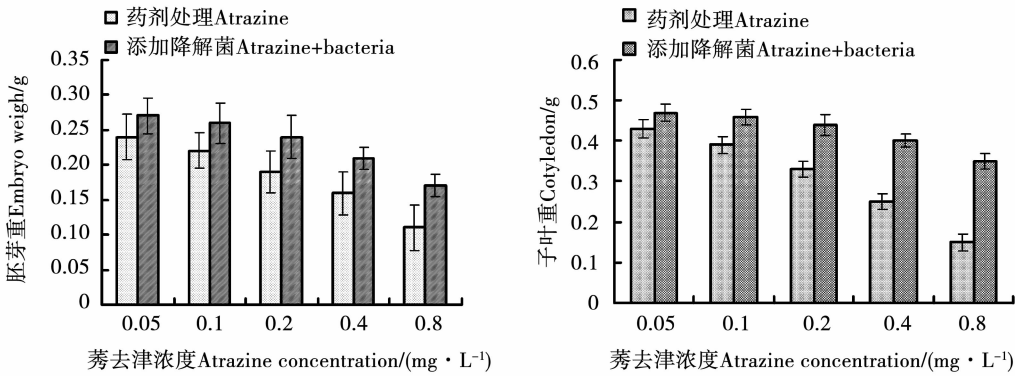 药剂处理Atrazine
添加降解菌Atrazine+bacteria
0.35
0.30
0.25
0.20
0.15
0.10
0.05
0
胚芽重Embryo weigh/g
0.05 0.1 0.2 0.4 0.8
莠去津浓度Atrazine concentration/(mg·L⁻¹)
药剂处理Atrazine
添加降解菌Atrazine+bacteria
0.6
0.5
0.4
0.3
0.2
0.1
0
子叶重Cotyledon/g
0.05 0.1 0.2 0.4 0.8
莠去津浓度Atrazine concentration/(mg·L⁻¹)